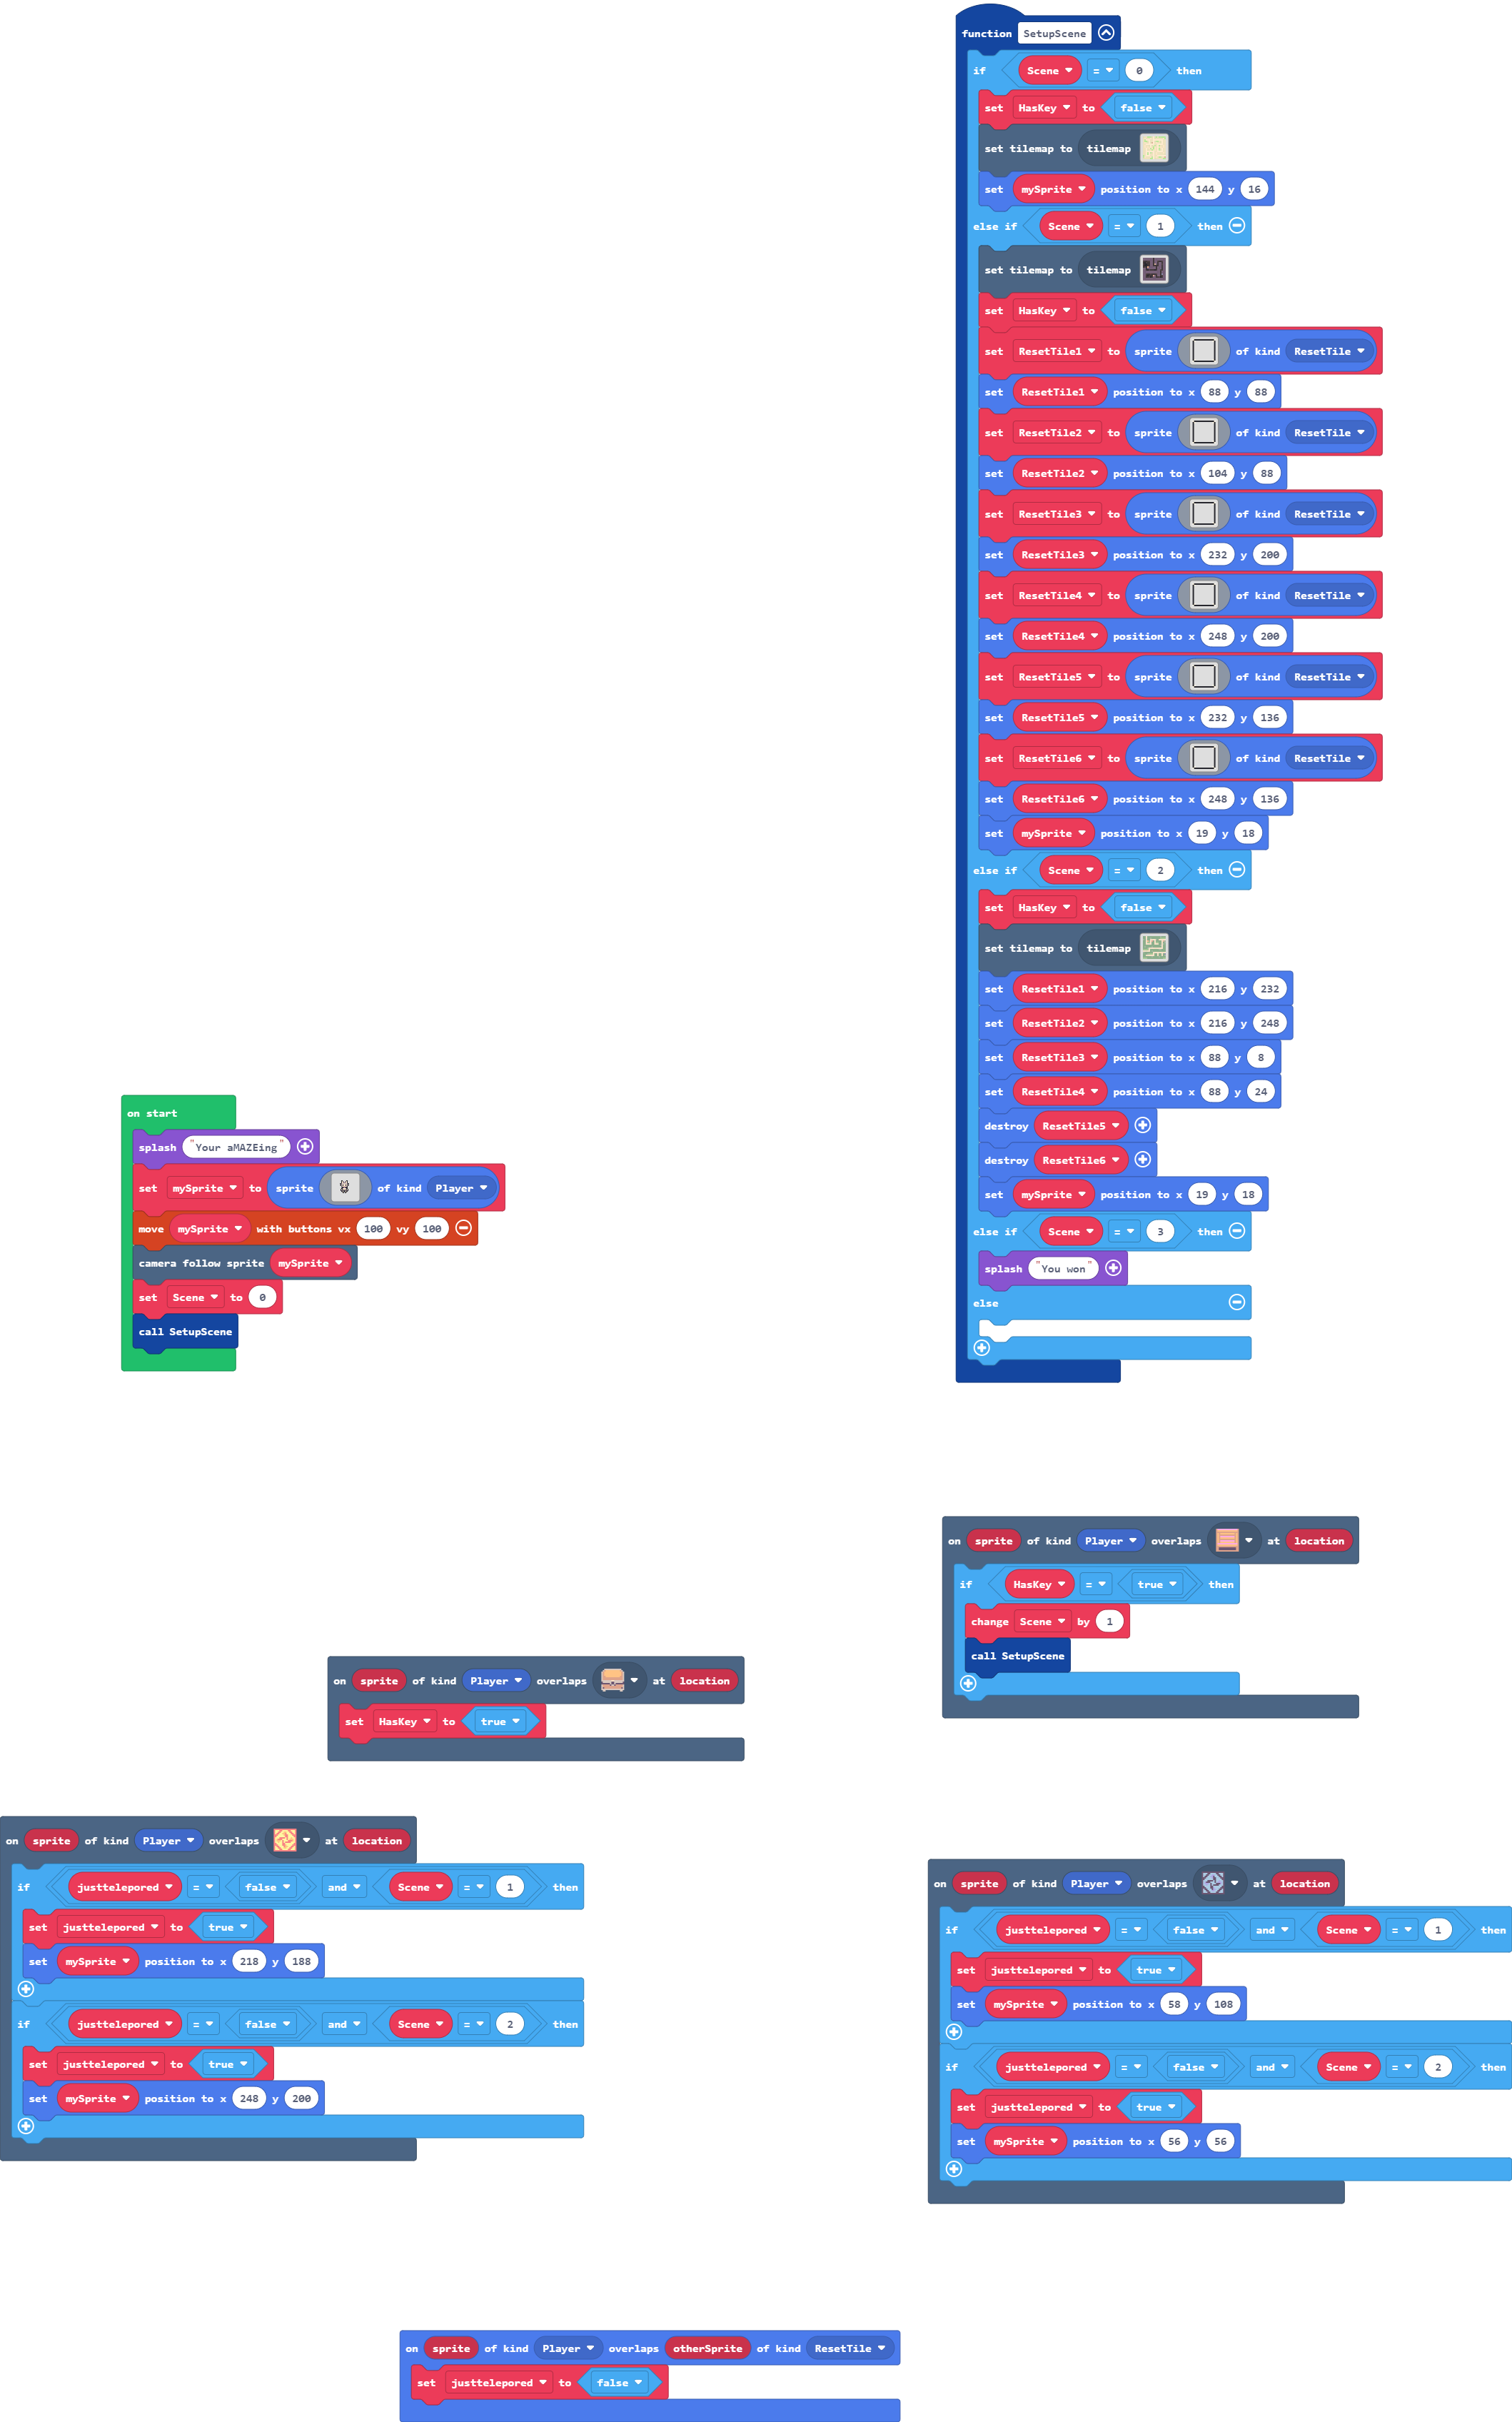 function SetupScene
if Scene = 0 then
set HasKey to false
set tilemap to tilemap
set mySprite position to x 144 y 16
else if Scene = 1 then
set tilemap to tilemap
set HasKey to false
set ResetTile1 to sprite of kind ResetTile
set ResetTile1 position to x 88 y 88
set ResetTile2 to sprite of kind ResetTile
set ResetTile2 position to x 104 y 88
set ResetTile3 to sprite of kind ResetTile
set ResetTile3 position to x 232 y 200
set ResetTile4 to sprite of kind ResetTile
set ResetTile4 position to x 248 y 200
set ResetTile5 to sprite of kind ResetTile
set ResetTile5 position to x 232 y 136
set ResetTile6 to sprite of kind ResetTile
set ResetTile6 position to x 248 y 136
set mySprite position to x 19 y 18
else if Scene = 2 then
set HasKey to false
set tilemap to tilemap
set ResetTile1 position to x 216 y 232
set ResetTile2 position to x 216 y 248
set ResetTile3 position to x 88 y 8
set ResetTile4 position to x 88 y 24
destroy ResetTile5
destroy ResetTile6
set mySprite position to x 19 y 18
else if Scene = 3 then
splash "You won"
else
on start
splash "Your aMAZEing"
set mySprite to sprite of kind Player
move mySprite with buttons vx 100 vy 100
camera follow sprite mySprite
set Scene to 0
call SetupScene
on sprite of kind Player overlaps at location
if HasKey = true then
change Scene by 1
call SetupScene
on sprite of kind Player overlaps at location
set HasKey to true
on sprite of kind Player overlaps at location
if justtelepored = false and Scene = 1 then
set justtelepored to true
set mySprite position to x 218 y 188
if justtelepored = false and Scene = 2 then
set justtelepored to true
set mySprite position to x 248 y 200
on sprite of kind Player overlaps at location
if justtelepored = false and Scene = 1 then
set justtelepored to true
set mySprite position to x 58 y 108
if justtelepored = false and Scene = 2 then
set justtelepored to true
set mySprite position to x 56 y 56
on sprite of kind Player overlaps otherSprite of kind ResetTile
set justtelepored to false